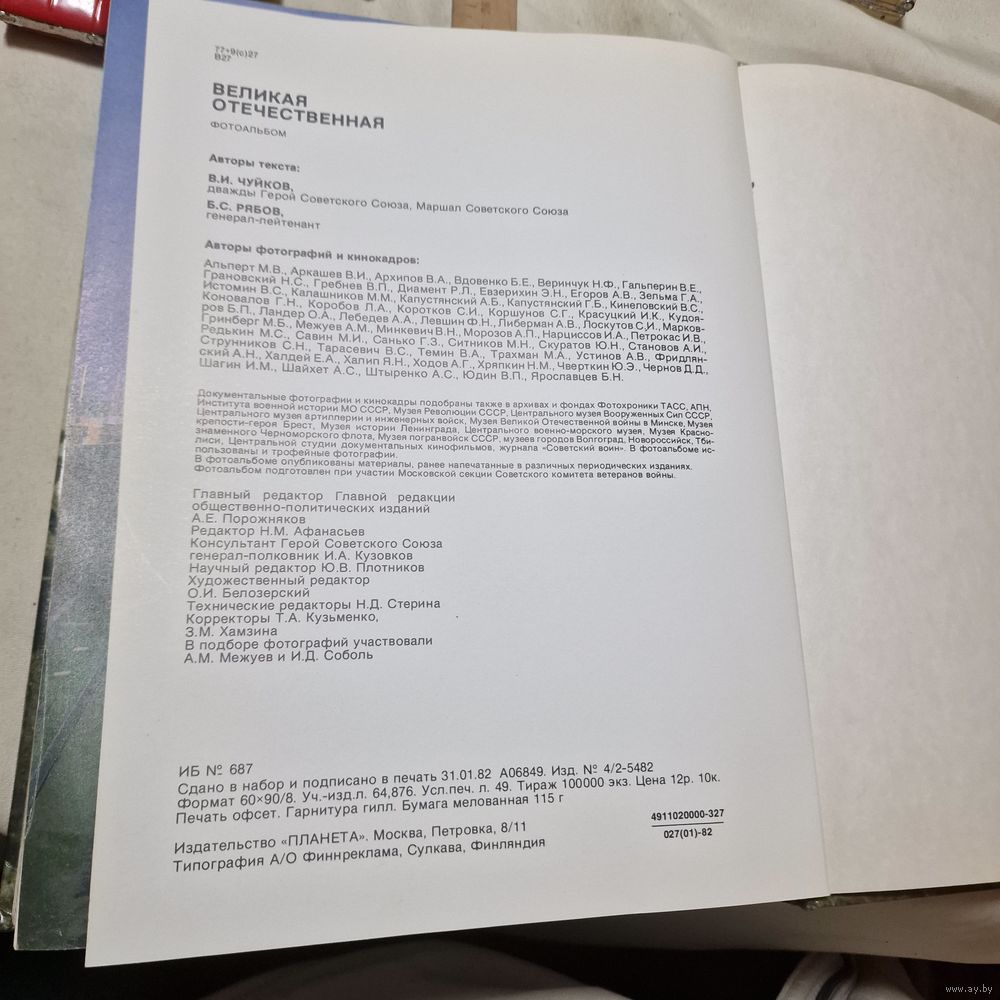 77+9(с)27
В27
ВЕЛИКАЯ
ОТЕЧЕСТВЕННАЯ
ФОТОАЛЬБОМ
Авторы текста:
В.И. ЧУЙКОВ,
дважды Герой Советского Союза, Маршал Советского Союза
Б.С. РЯБОВ,
генерал-лейтенант
Авторы фотографий и кинокадров:
Альперт М.В., Аркашев В.И., Архипов В.А., Вдовенко Б.Е., Веринчук Н.Ф., Гальперин В.Е.,
Грановский Н.С., Гребнев В.П., Диамент Р.Л., Евзерихин Э.Н., Егоров А.В., Зельма Г.А.,
Истомин В.С., Калашников М.М., Капустянский А.Б., Капустянский Г.Б., Кинеловский В.С.,
Коновалов Г.Н., Коробов Л.А., Коротков С.И., Коршунов С.Г., Красуцкий И.К., Кудоя-
ров Б.П., Ландер О.А., Лебедев А.А., Левшин Ф.Н., Либерман А.В., Лоскутов С.И., Марков-
Гринберг М.Б., Межуев А.М., Минкевич В.Н., Морозов А.П., Нарциссов И.А., Петрокас И.В.,
Редькин М.С., Савин М.И., Санько Г.З., Ситников М.Н., Скуратов Ю.Н., Становов А.И.,
Струнников С.Н., Тарасевич В.С., Темин В.А., Трахман М.А., Устинов А.В., Фридлян-
ский А.Н., Халдей Е.А., Халип Я.Н., Ходов А.Г., Хряпкин Н.М., Чверткин Ю.Э., Чернов Д.Д.,
Шагин И.М., Шайхет А.С., Штыренко А.С., Юдин В.П., Ярославцев Б.Н.
Документальные фотографии и кинокадры подобраны также в архивах и фондах Фотохроники ТАСС, АПН,
Института военной истории МО СССР, Музея Революции СССР, Центрального музея Вооруженных Сил СССР,
Центрального музея артиллерии и инженерных войск, Музея Великой Отечественной войны в Минске, Музея
крепости-героя Брест, Музея истории Ленинграда, Центрального военно-морского музея, Музея Красно-
знаменного Черноморского флота, Музея погранвойск СССР, музеев городов Волгоград, Новороссийск, Тби-
лиси, Центральной студии документальных кинофильмов, журнала «Советский воин». В фотоальбоме ис-
пользованы и трофейные фотографии.
В фотоальбоме опубликованы материалы, ранее напечатанные в различных периодических изданиях.
Фотоальбом подготовлен при участии Московской секции Советского комитета ветеранов войны.
Главный редактор Главной редакции
общественно-политических изданий
А.Е. Порожняков
Редактор Н.М. Афанасьев
Консультант Герой Советского Союза
генерал-полковник И.А. Кузовков
Научный редактор Ю.В. Плотников
Художественный редактор
О.И. Белозерский
Технические редакторы Н.Д. Стерина
Корректоры Т.А. Кузьменко,
З.М. Хамзина
В подборе фотографий участвовали
А.М. Межуев и И.Д. Соболь
ИБ № 687
Сдано в набор и подписано в печать 31.01.82 А06849. Изд. № 4/2-5482
Формат 60×90/8. Уч.-изд.л. 64,876. Усл.печ. л. 49. Тираж 100000 экз. Цена 12р. 10к.
Печать офсет. Гарнитура гилл. Бумага мелованная 115 г
4911020000-327
027(01)-82
Издательство «ПЛАНЕТА». Москва, Петровка, 8/11
Типография А/О Финнреклама, Сулкава, Финляндия
www.ay.by